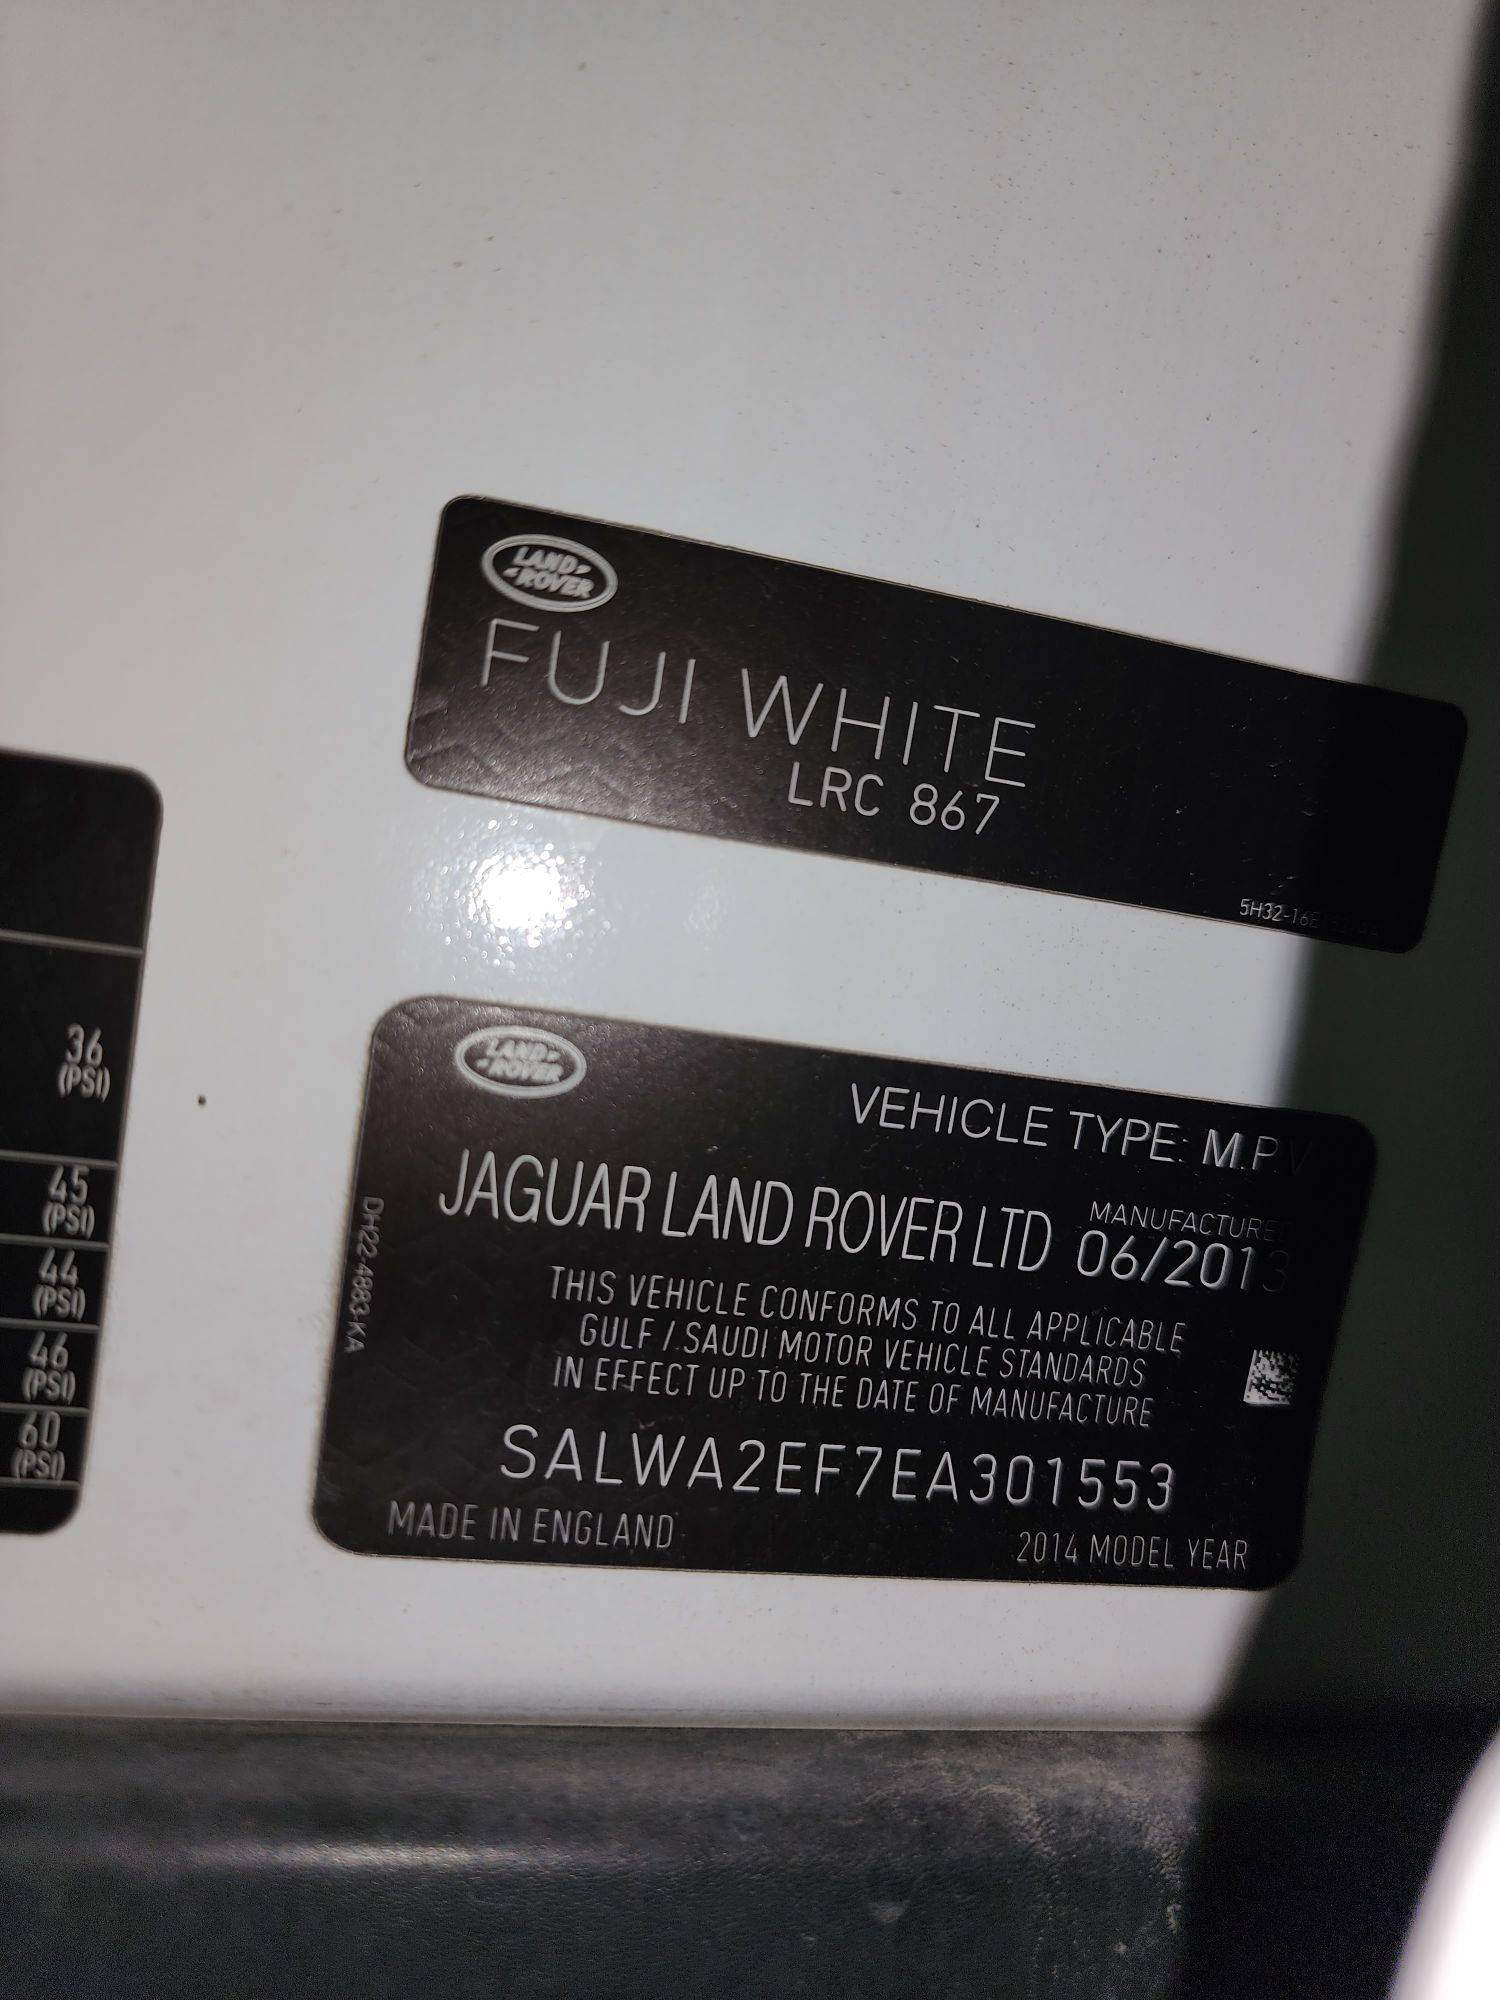 LAND
ROVER
FUJI WHITE
LRC 867
36
(PSI)
45
(PSI)
44
(PSI)
46
(PSI)
60
(PSI)
LAND
ROVER
VEHICLE TYPE: M.P.V
JAGUAR LAND ROVER LTD
MANUFACTURED
06/2013
THIS VEHICLE CONFORMS TO ALL APPLICABLE
GULF / SAUDI MOTOR VEHICLE STANDARDS
IN EFFECT UP TO THE DATE OF MANUFACTURE
SALWA2EF7EA301553
MADE IN ENGLAND
2014 MODEL YEAR
DH22-4883-KA